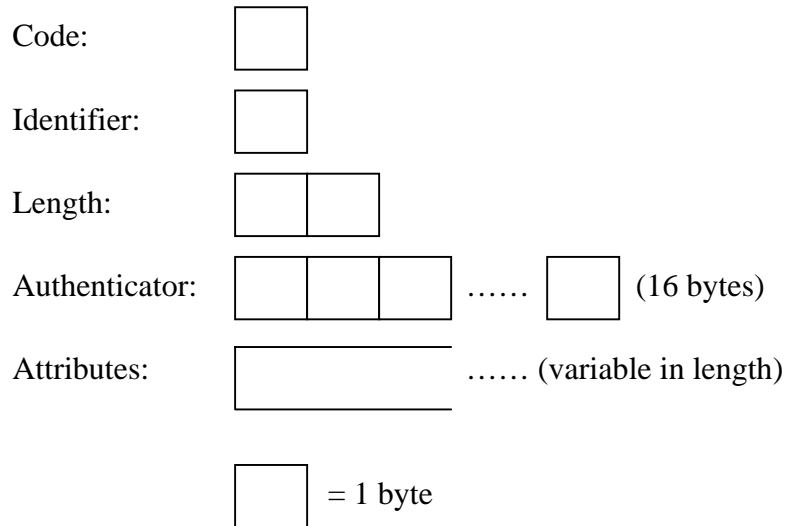 Code:
Identifier:
Length:
Authenticator: …… (16 bytes)
Attributes: …… (variable in length)
= 1 byte